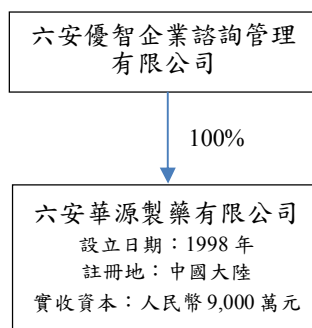 六安優智企業諮詢管理
有限公司
100%
六安華源製藥有限公司
設立日期：1998 年
註冊地：中國大陸
實收資本：人民幣 9,000 萬元